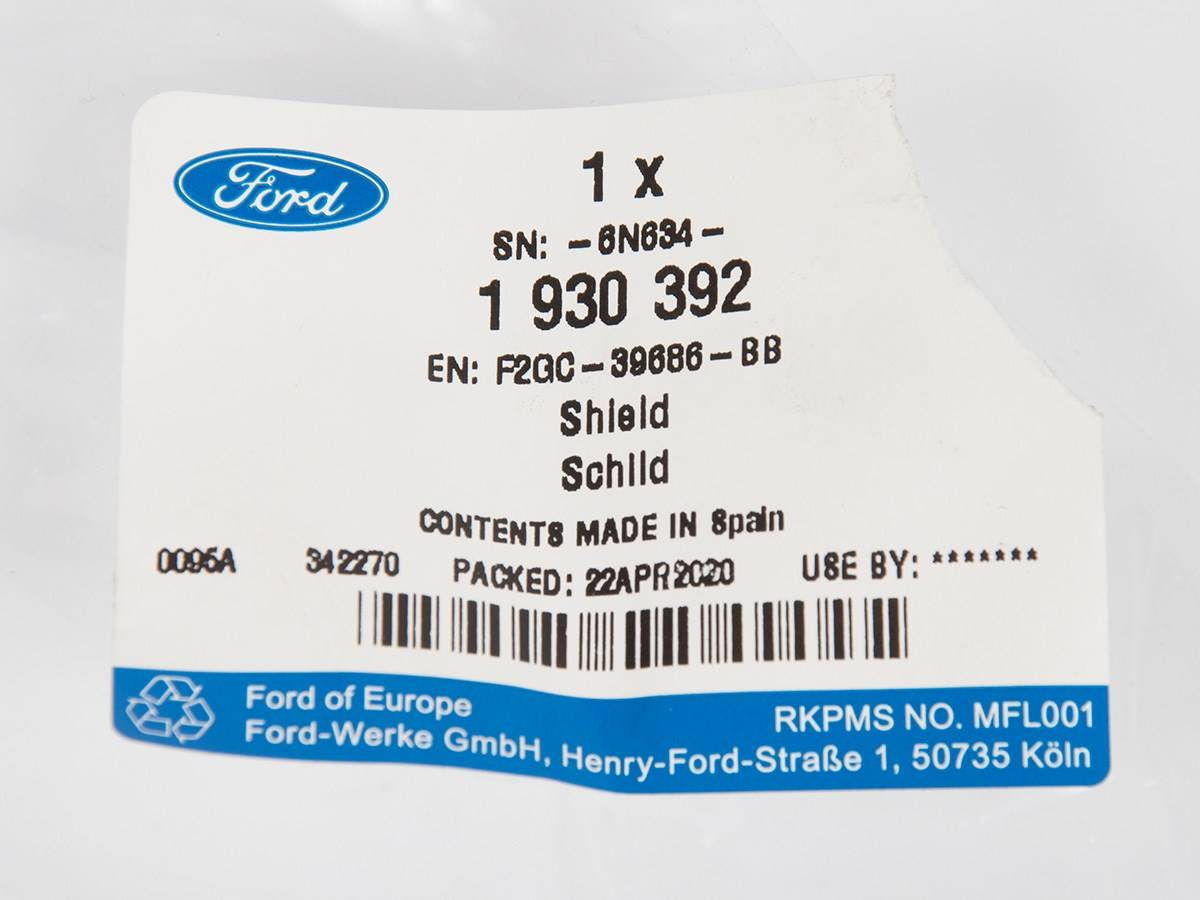 Ford
1 x
SN: -6N634-
1 930 392
EN: F2GC-39686-BB
Shield
Schild
CONTENTS MADE IN Spain
0095A 342270 PACKED: 22APR2020 USE BY: *******
Ford of Europe
Ford-Werke GmbH, Henry-Ford-Straße 1, 50735 Köln
RKPMS NO. MFL001